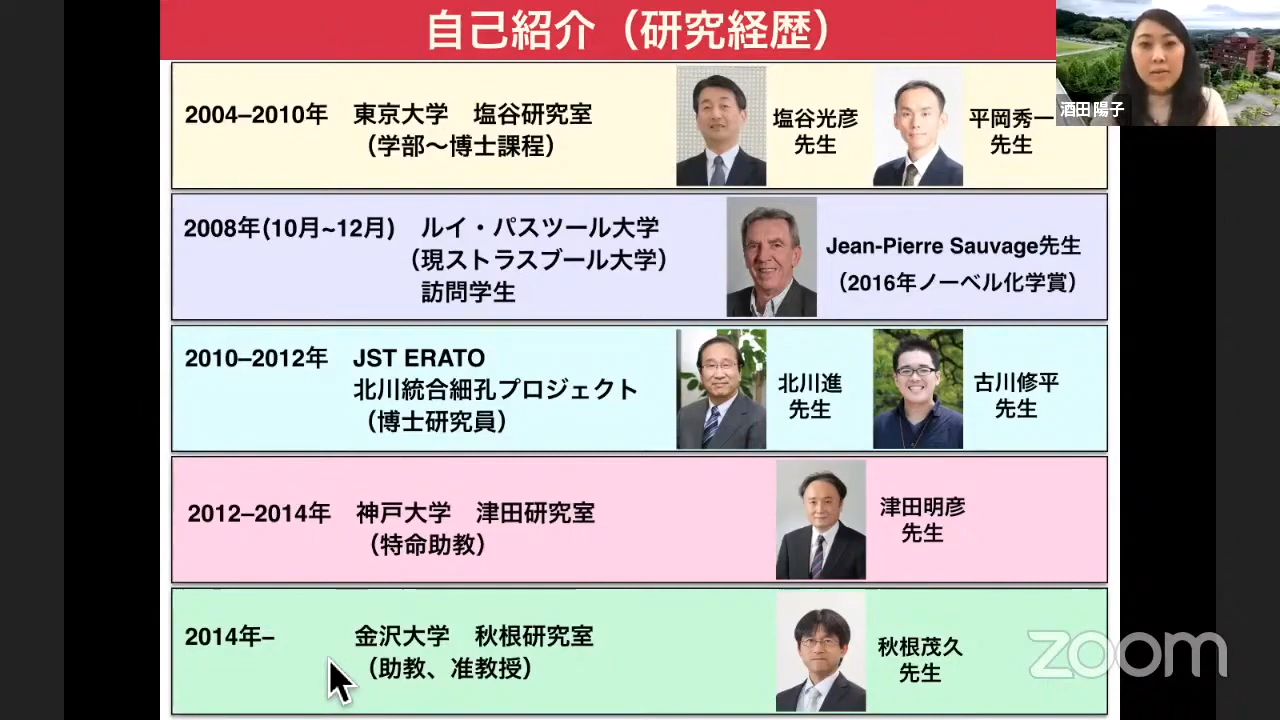 自己紹介（研究経歴）
酒田 陽子
2004–2010年　東京大学　塩谷研究室
（学部〜博士課程）
塩谷光彦
先生
平岡秀一
先生
2008年(10月~12月)　ルイ・パスツール大学
（現ストラスブール大学）
訪問学生
Jean-Pierre Sauvage先生
（2016年ノーベル化学賞）
2010–2012年　JST ERATO
北川統合細孔プロジェクト
（博士研究員）
北川進
先生
古川修平
先生
2012–2014年　神戸大学　津田研究室
（特命助教）
津田明彦
先生
2014年–　金沢大学　秋根研究室
（助教、准教授）
秋根茂久
先生
zoom